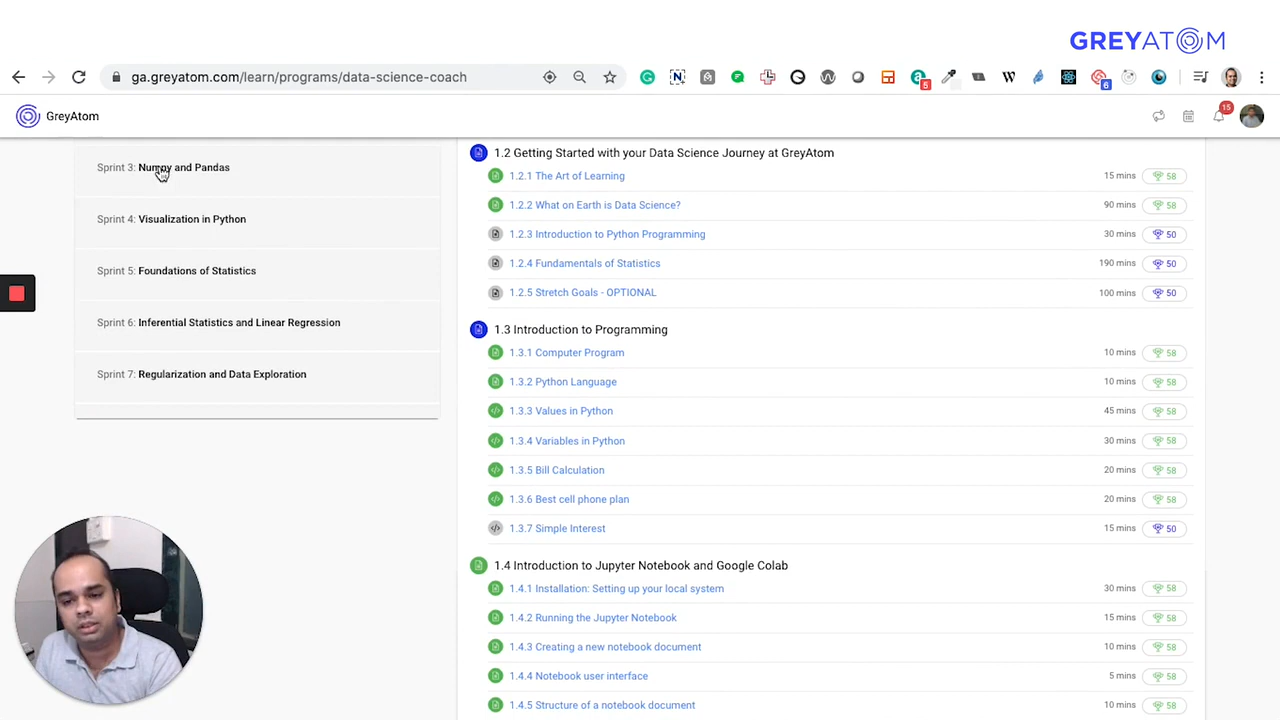 GREYATOM
ga.greyatom.com/learn/programs/data-science-coach
5
6
GreyAtom
15
Sprint 3: Numpy and Pandas
Sprint 4: Visualization in Python
Sprint 5: Foundations of Statistics
Sprint 6: Inferential Statistics and Linear Regression
Sprint 7: Regularization and Data Exploration
1.2 Getting Started with your Data Science Journey at GreyAtom
1.2.1 The Art of Learning 15 mins 58
1.2.2 What on Earth is Data Science? 90 mins 58
1.2.3 Introduction to Python Programming 30 mins 50
1.2.4 Fundamentals of Statistics 190 mins 50
1.2.5 Stretch Goals - OPTIONAL 100 mins 50
1.3 Introduction to Programming
1.3.1 Computer Program 10 mins 58
1.3.2 Python Language 10 mins 58
1.3.3 Values in Python 45 mins 58
1.3.4 Variables in Python 30 mins 58
1.3.5 Bill Calculation 20 mins 58
1.3.6 Best cell phone plan 20 mins 58
1.3.7 Simple Interest 15 mins 50
1.4 Introduction to Jupyter Notebook and Google Colab
1.4.1 Installation: Setting up your local system 30 mins 58
1.4.2 Running the Jupyter Notebook 15 mins 58
1.4.3 Creating a new notebook document 10 mins 58
1.4.4 Notebook user interface 5 mins 58
1.4.5 Structure of a notebook document 10 mins 58